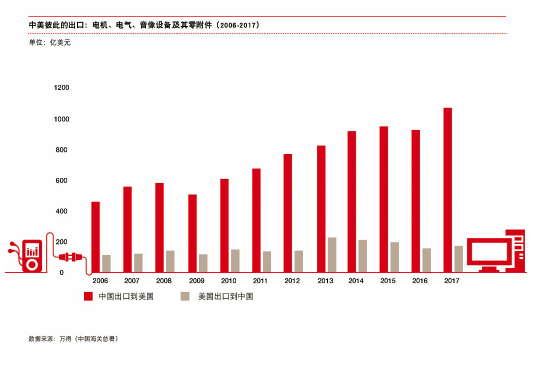 中美彼此的出口：电机、电气、音像设备及其零附件（2006-2017）
单位：亿美元
1200
1000
800
600
400
200
0
2006 2007 2008 2009 2010 2011 2012 2013 2014 2015 2016 2017
中国出口到美国 美国出口到中国
数据来源：万得（中国海关总署）